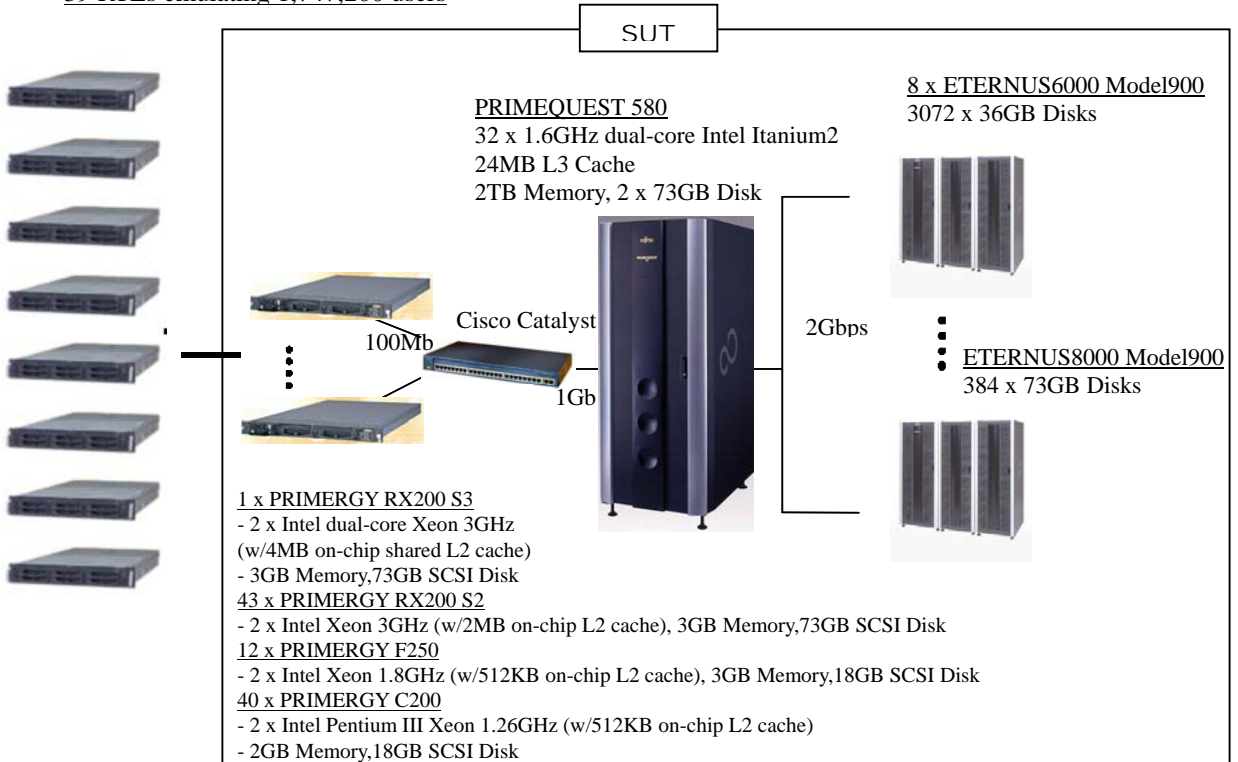 SUT
PRIMEQUEST 580
32 x 1.6GHz dual-core Intel Itanium2
24MB L3 Cache
2TB Memory, 2 x 73GB Disk
8 x ETERNUS6000 Model900
3072 x 36GB Disks
Cisco Catalyst
100Mb
1Gb
2Gbps
ETERNUS8000 Model900
384 x 73GB Disks
1 x PRIMERGY RX200 S3
- 2 x Intel dual-core Xeon 3GHz
(w/4MB on-chip shared L2 cache)
- 3GB Memory,73GB SCSI Disk
43 x PRIMERGY RX200 S2
- 2 x Intel Xeon 3GHz (w/2MB on-chip L2 cache), 3GB Memory,73GB SCSI Disk
12 x PRIMERGY F250
- 2 x Intel Xeon 1.8GHz (w/512KB on-chip L2 cache), 3GB Memory,18GB SCSI Disk
40 x PRIMERGY C200
- 2 x Intel Pentium III Xeon 1.26GHz (w/512KB on-chip L2 cache)
- 2GB Memory,18GB SCSI Disk